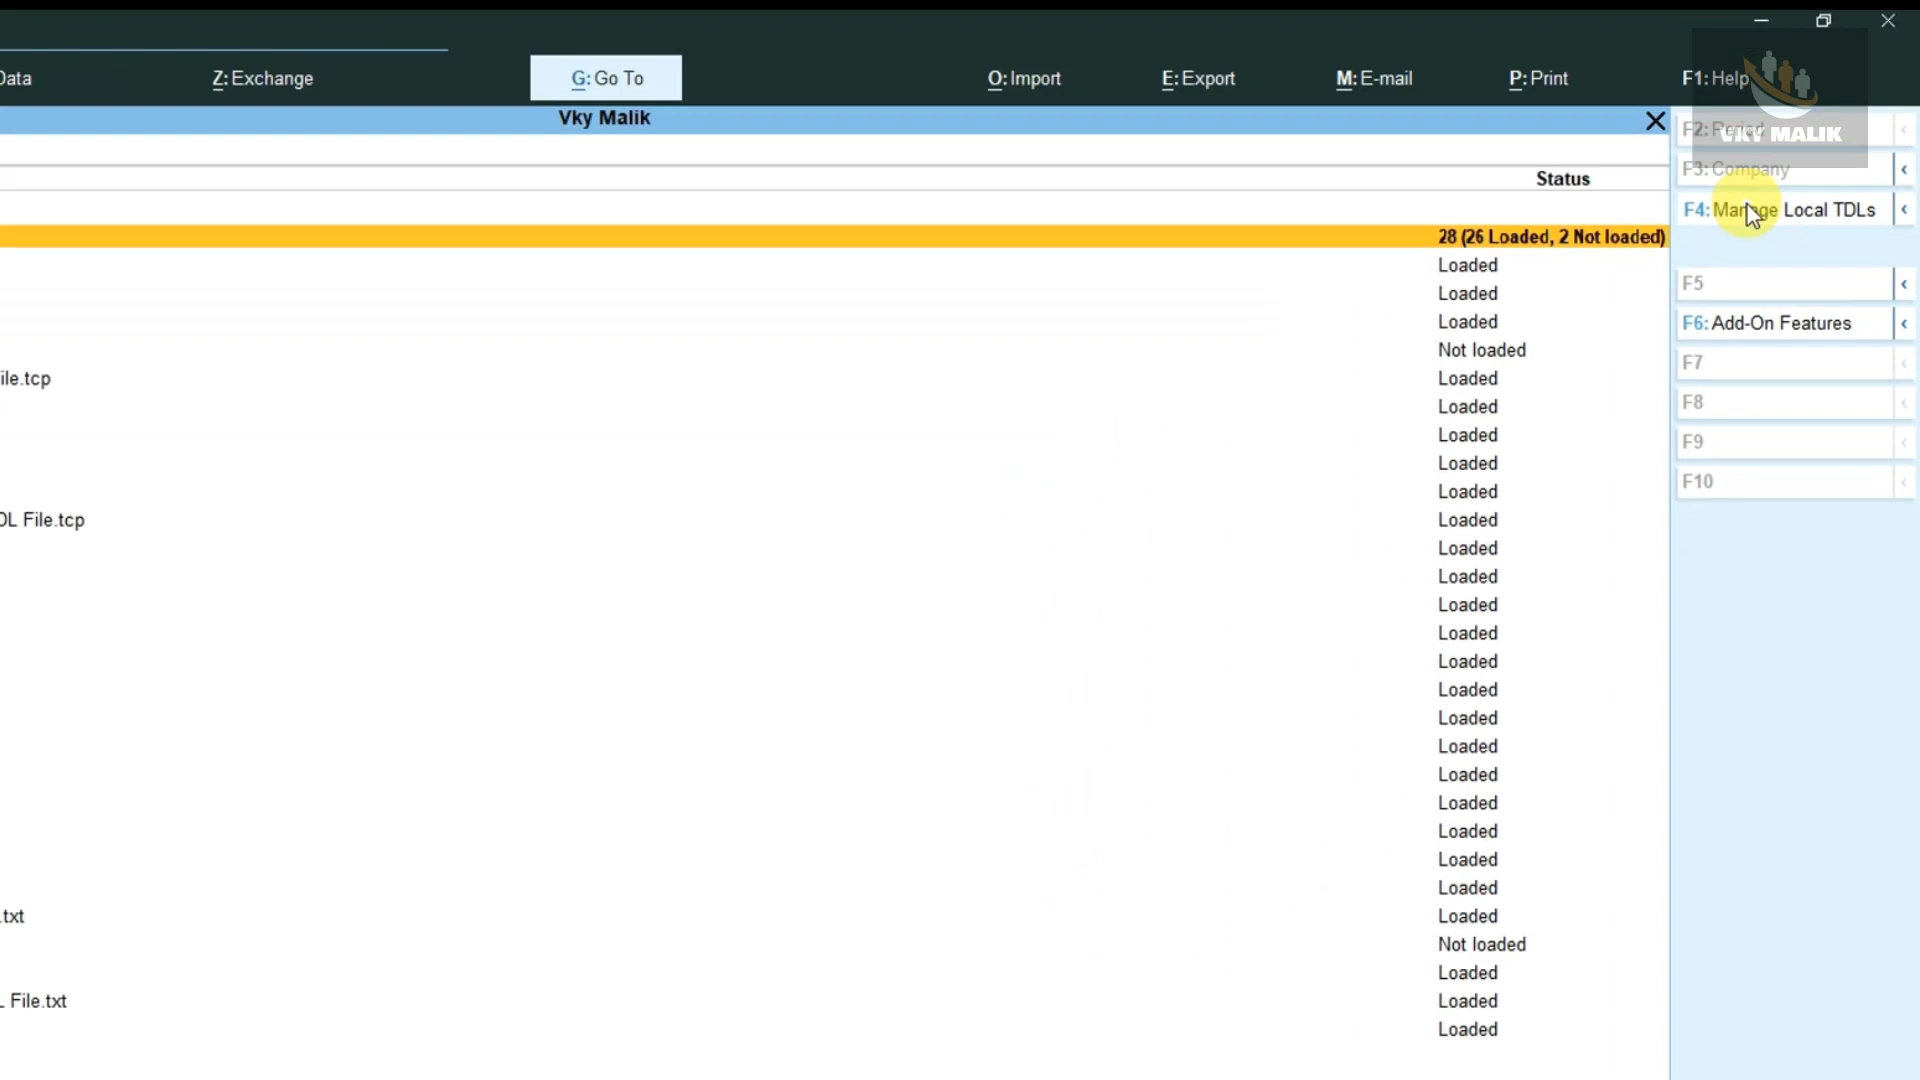 Data
Z: Exchange
G: Go To
O: Import
E: Export
M: E-mail
P: Print
F1: Help
Vky Malik
F2: Period
VKY MALIK
F3: Company
Status
F4: Manage Local TDLs
28 (26 Loaded, 2 Not loaded)
Loaded
Loaded
F5
Loaded
F6: Add-On Features
Not loaded
F7
ile.tcp
Loaded
Loaded
F8
Loaded
F9
Loaded
F10
Loaded
DL File.tcp
Loaded
Loaded
Loaded
Loaded
Loaded
Loaded
Loaded
Loaded
Loaded
Loaded
Loaded
Loaded
Loaded
Loaded
.txt
Loaded
Not loaded
Loaded
L File.txt
Loaded
Loaded